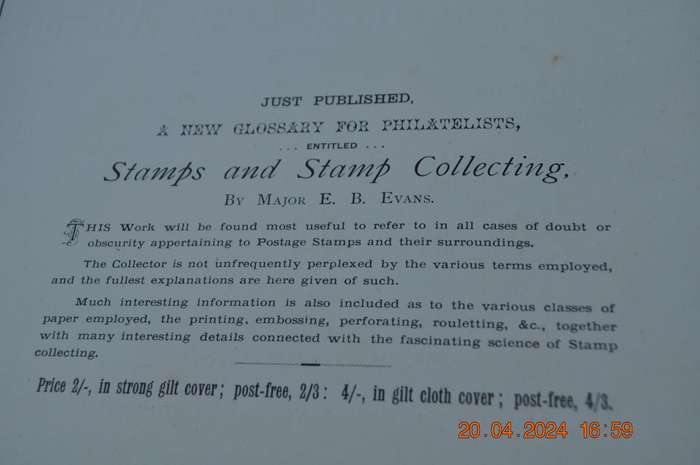 JUST PUBLISHED,
A NEW GLOSSARY FOR PHILATELISTS,
... ENTITLED ...
Stamps and Stamp Collecting,
BY MAJOR E. B. EVANS.
THIS Work will be found most useful to refer to in all cases of doubt or
obscurity appertaining to Postage Stamps and their surroundings.
The Collector is not unfrequently perplexed by the various terms employed,
and the fullest explanations are here given of such.
Much interesting information is also included as to the various classes of
paper employed, the printing, embossing, perforating, rouletting, &c., together
with many interesting details connected with the fascinating science of Stamp
collecting.
Price 2/-, in strong gilt cover; post-free, 2/3: 4/-, in gilt cloth cover; post-free, 4/3.
20.04.2024 16:59